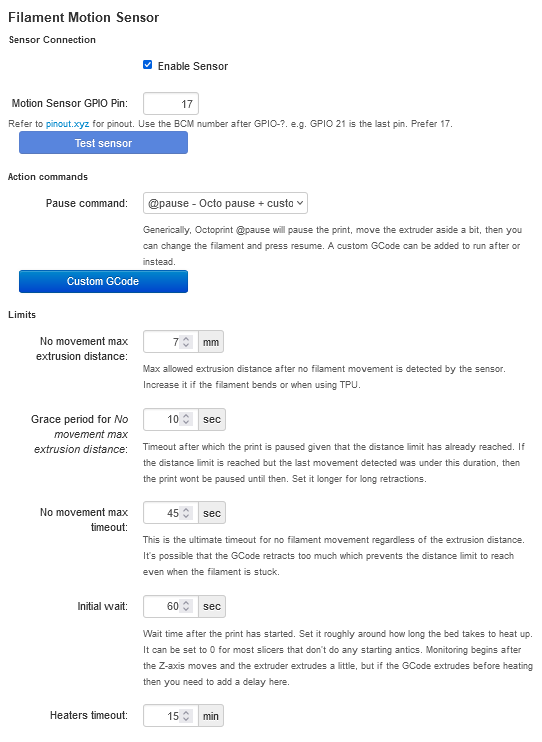 Filament Motion Sensor
Sensor Connection
Enable Sensor
Motion Sensor GPIO Pin: 17
Refer to pinout.xyz for pinout. Use the BCM number after GPIO-?. e.g. GPIO 21 is the last pin. Prefer 17.
Test sensor
Action commands
Pause command: @pause - Octo pause + custo
Generically, Octoprint @pause will pause the print, move the extruder aside a bit, then you
can change the filament and press resume. A custom GCode can be added to run after or
instead.
Custom GCode
Limits
No movement max
extrusion distance:
7 mm
Max allowed extrusion distance after no filament movement is detected by the sensor.
Increase it if the filament bends or when using TPU.
Grace period for No
movement max
extrusion distance:
10 sec
Timeout after which the print is paused given that the distance limit has already reached. If
the distance limit is reached but the last movement detected was under this duration, then
the print wont be paused until then. Set it longer for long retractions.
No movement max
timeout:
45 sec
This is the ultimate timeout for no filament movement regardless of the extrusion distance.
It's possible that the GCode retracts too much which prevents the distance limit to reach
even when the filament is stuck.
Initial wait: 60 sec
Wait time after the print has started. Set it roughly around how long the bed takes to heat up.
It can be set to 0 for most slicers that don't do any starting antics. Monitoring begins after
the Z-axis moves and the extruder extrudes a little, but if the GCode extrudes before heating
then you need to add a delay here.
Heaters timeout: 15 min